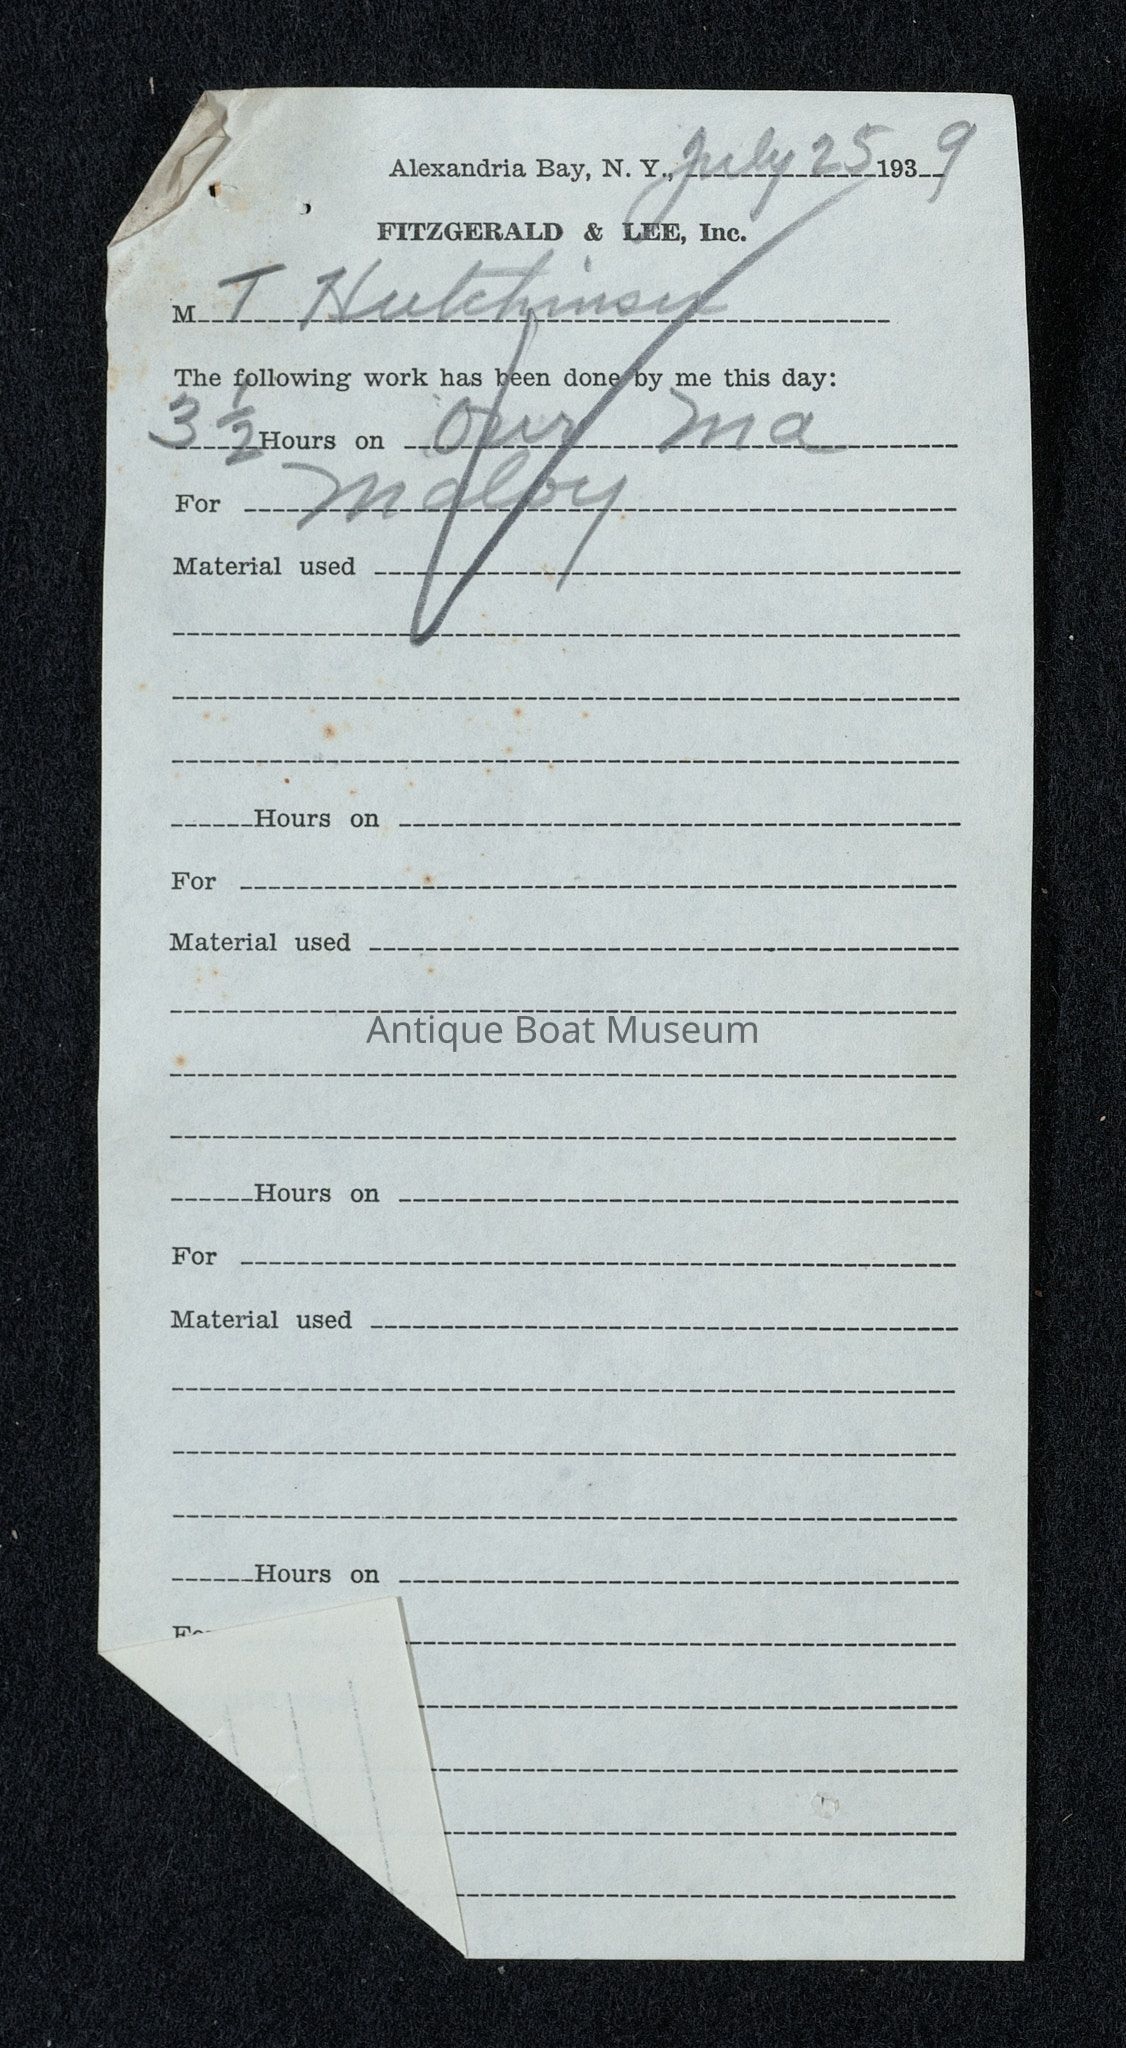 Alexandria Bay, N. Y., July 25 1939
FITZGERALD & LEE, Inc.
M T Hutchinson
The following work has been done by me this day:
3 1/2 Hours on Our Ma
For Maloy
Material used
Hours on
For
Material used
Antique Boat Museum
Hours on
For
Material used
Hours on